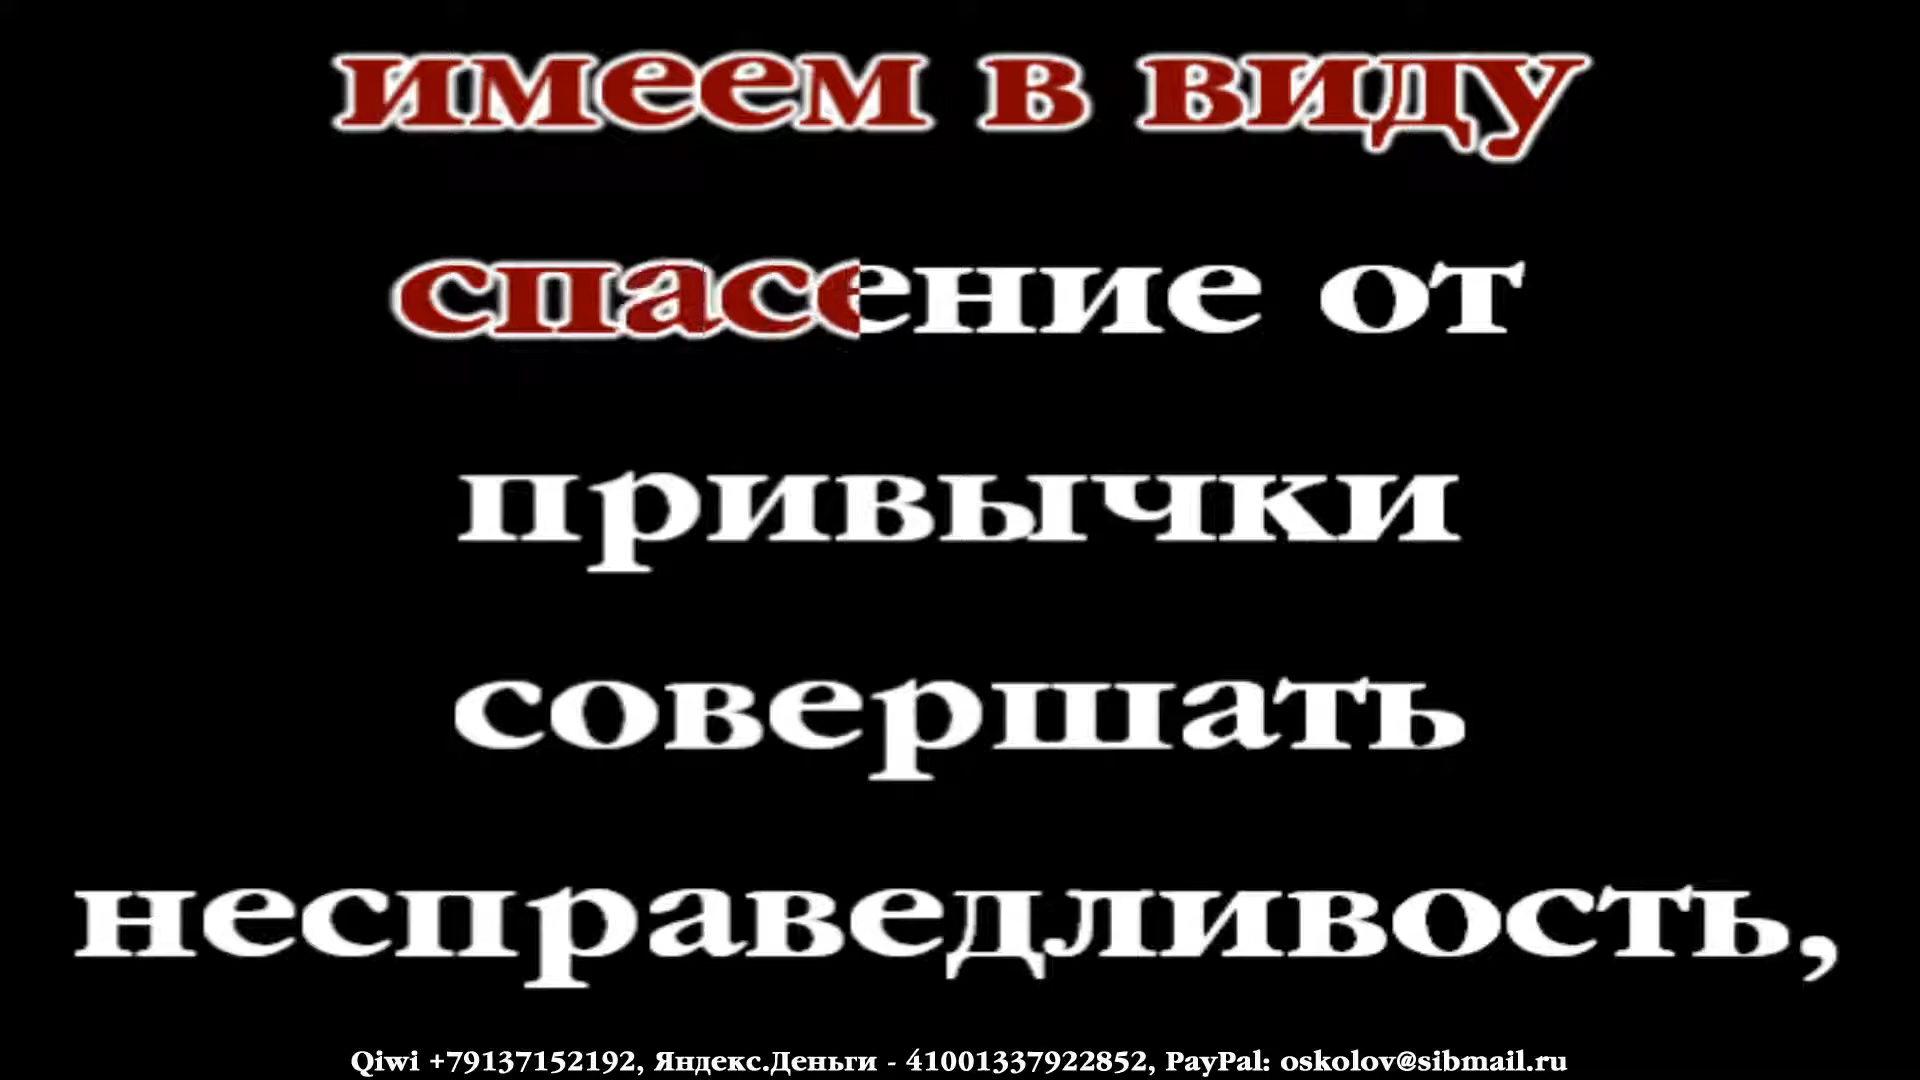 имеем в виду
спасение от
привычки
совершать
несправедливость,
Qiwi +79137152192, Яндекс.Деньги - 41001337922852, PayPal: oskolov@sibmail.ru